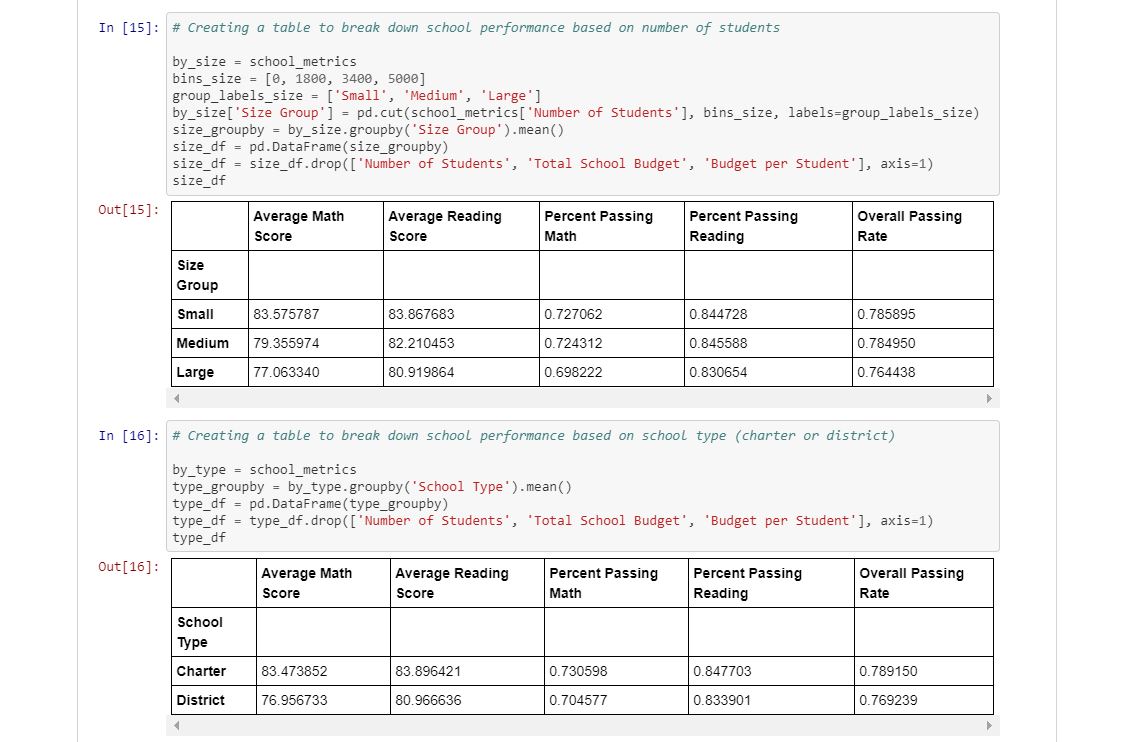 In [15]: # Creating a table to break down school performance based on number of students
by_size = school_metrics
bins_size = [0, 1800, 3400, 5000]
group_labels_size = ['Small', 'Medium', 'Large']
by_size['Size Group'] = pd.cut(school_metrics['Number of Students'], bins_size, labels=group_labels_size)
size_groupby = by_size.groupby('Size Group').mean()
size_df = pd.DataFrame(size_groupby)
size_df = size_df.drop(['Number of Students', 'Total School Budget', 'Budget per Student'], axis=1)
size_df
Out[15]:
Average Math Score Average Reading Score Percent Passing Math Percent Passing Reading Overall Passing Rate
Size Group
Small 83.575787 83.867683 0.727062 0.844728 0.785895
Medium 79.355974 82.210453 0.724312 0.845588 0.784950
Large 77.063340 80.919864 0.698222 0.830654 0.764438
In [16]: # Creating a table to break down school performance based on school type (charter or district)
by_type = school_metrics
type_groupby = by_type.groupby('School Type').mean()
type_df = pd.DataFrame(type_groupby)
type_df = type_df.drop(['Number of Students', 'Total School Budget', 'Budget per Student'], axis=1)
type_df
Out[16]:
Average Math Score Average Reading Score Percent Passing Math Percent Passing Reading Overall Passing Rate
School Type
Charter 83.473852 83.896421 0.730598 0.847703 0.789150
District 76.956733 80.966636 0.704577 0.833901 0.769239